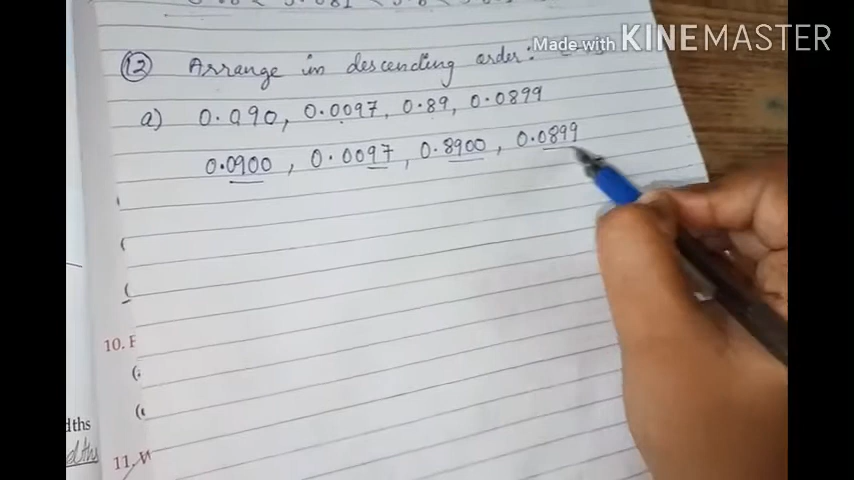 Made with KINEMASTER
(12) Arrange in descending order:
a) 0.090, 0.0097, 0.89, 0.0899
0.0900, 0.0097, 0.8900, 0.0899
10. E
11. W
dths